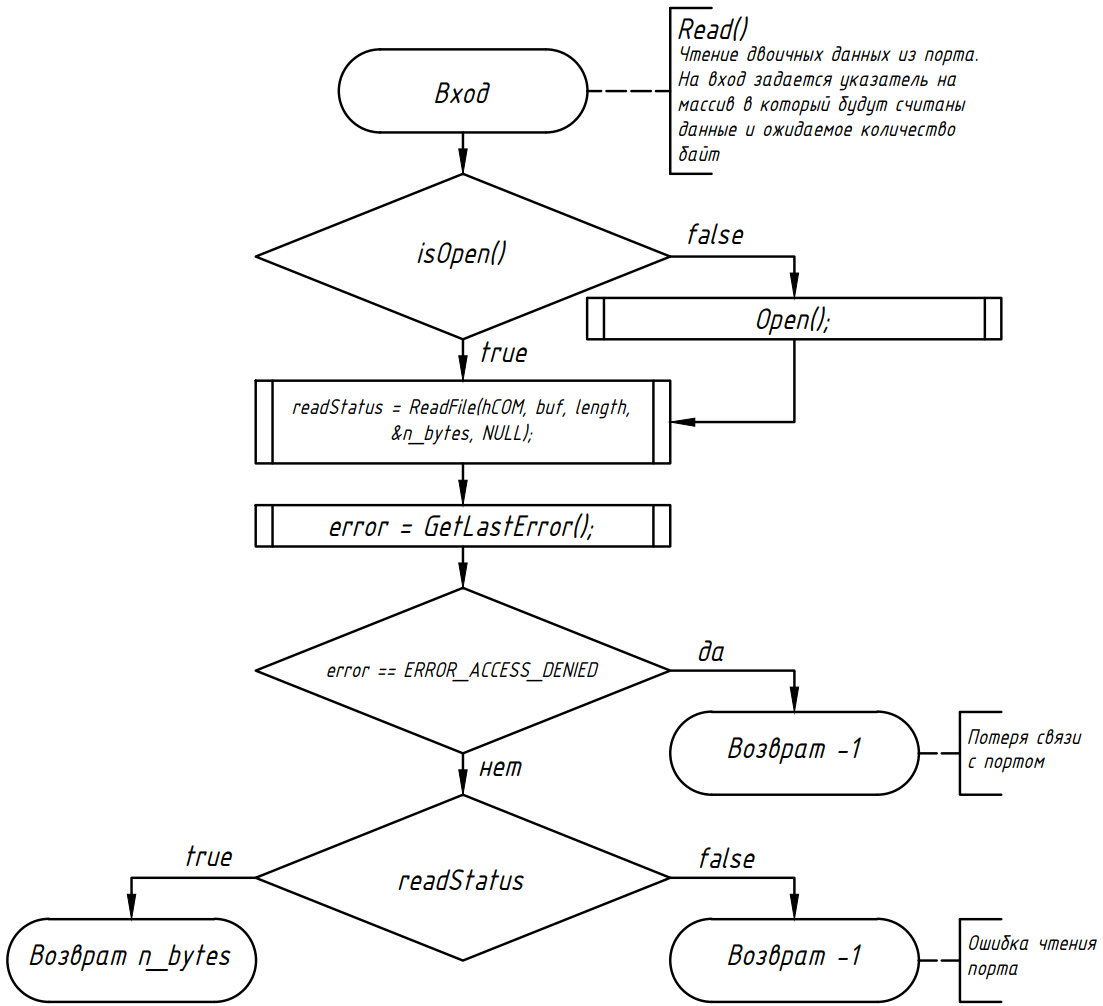 Read()
Чтение двоичных данных из порта.
На вход задается указатель на
массив в который будут считаны
данные и ожидаемое количество
байт
Вход
isOpen()
false
Open();
true
readStatus = ReadFile(hCOM, buf, length,
&n_bytes, NULL);
error = GetLastError();
error == ERROR_ACCESS_DENIED
да
Возврат -1
Потеря связи
с портом
нет
readStatus
true
false
Возврат n_bytes
Возврат -1
Ошибка чтения
порта